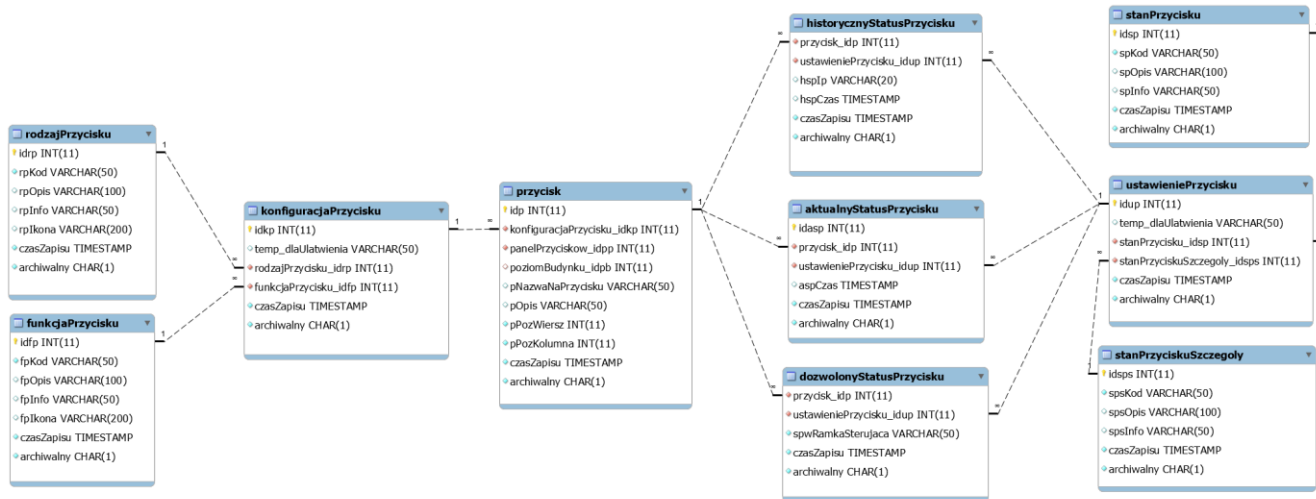 rodzajPrzycisku
idrp INT(11)
rpKod VARCHAR(50)
rpOpis VARCHAR(100)
rpInfo VARCHAR(50)
rpIkona VARCHAR(200)
czasZapisu TIMESTAMP
archiwalny CHAR(1)
funkcjaPrzycisku
idfp INT(11)
fpKod VARCHAR(50)
fpOpis VARCHAR(100)
fpInfo VARCHAR(50)
fpIkona VARCHAR(200)
czasZapisu TIMESTAMP
archiwalny CHAR(1)
1
∞
1
∞
konfiguracjaPrzycisku
idkp INT(11)
temp_dlaUlatwienia VARCHAR(50)
rodzajPrzycisku_idrp INT(11)
funkcjaPrzycisku_idfp INT(11)
czasZapisu TIMESTAMP
archiwalny CHAR(1)
1
∞
przycisk
idp INT(11)
konfiguracjaPrzycisku_idkp INT(11)
panelPrzyciskow_idpp INT(11)
poziomBudynku_idpb INT(11)
pNazwaNaPrzycisku VARCHAR(50)
pOpis VARCHAR(50)
pPozWiersz INT(11)
pPozKolumna INT(11)
czasZapisu TIMESTAMP
archiwalny CHAR(1)
1
∞
∞
∞
historycznyStatusPrzycisku
przycisk_idp INT(11)
ustawieniePrzycisku_idup INT(11)
hspIp VARCHAR(20)
hspCzas TIMESTAMP
czasZapisu TIMESTAMP
archiwalny CHAR(1)
aktualnyStatusPrzycisku
idasp INT(11)
przycisk_idp INT(11)
ustawieniePrzycisku_idup INT(11)
aspCzas TIMESTAMP
czasZapisu TIMESTAMP
archiwalny CHAR(1)
dozwolonyStatusPrzycisku
przycisk_idp INT(11)
ustawieniePrzycisku_idup INT(11)
spwRamkaSterujaca VARCHAR(50)
czasZapisu TIMESTAMP
archiwalny CHAR(1)
∞
∞
∞
1
∞
1
stanPrzycisku
idsp INT(11)
spKod VARCHAR(50)
spOpis VARCHAR(100)
spInfo VARCHAR(50)
czasZapisu TIMESTAMP
archiwalny CHAR(1)
ustawieniePrzycisku
idup INT(11)
temp_dlaUlatwienia VARCHAR(50)
stanPrzycisku_idsp INT(11)
stanPrzyciskuSzczegoly_idsps INT(11)
czasZapisu TIMESTAMP
archiwalny CHAR(1)
stanPrzyciskuSzczegoly
idsps INT(11)
spsKod VARCHAR(50)
spsOpis VARCHAR(100)
spsInfo VARCHAR(50)
czasZapisu TIMESTAMP
archiwalny CHAR(1)